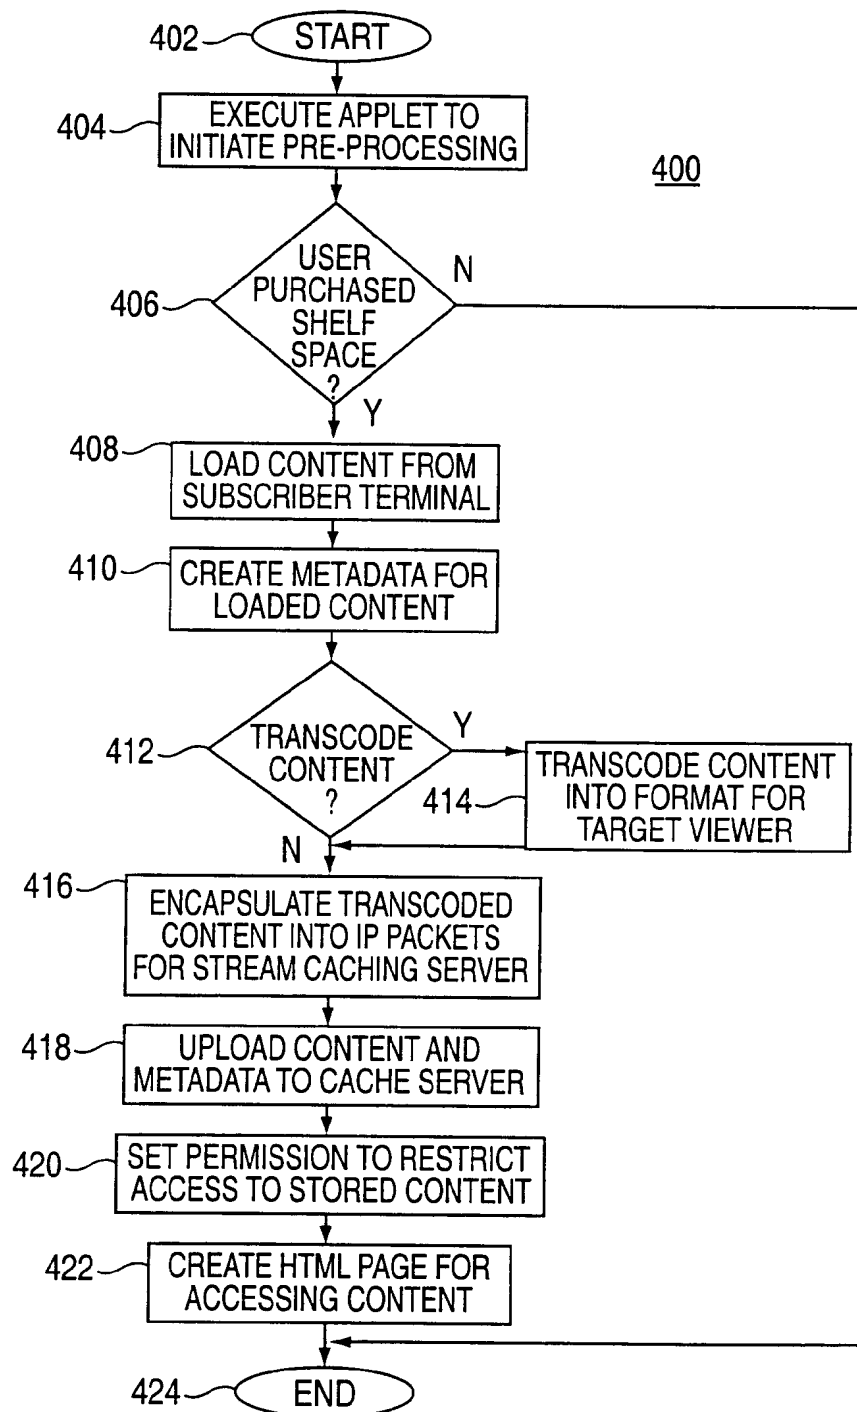 402
START
404
EXECUTE APPLET TO
INITIATE PRE-PROCESSING
400
406
USER
PURCHASED
SHELF
SPACE
?
N
Y
408
LOAD CONTENT FROM
SUBSCRIBER TERMINAL
410
CREATE METADATA FOR
LOADED CONTENT
412
TRANSCODE
CONTENT
?
Y
414
TRANSCODE CONTENT
INTO FORMAT FOR
TARGET VIEWER
N
416
ENCAPSULATE TRANSCODED
CONTENT INTO IP PACKETS
FOR STREAM CACHING SERVER
418
UPLOAD CONTENT AND
METADATA TO CACHE SERVER
420
SET PERMISSION TO RESTRICT
ACCESS TO STORED CONTENT
422
CREATE HTML PAGE FOR
ACCESSING CONTENT
424
END